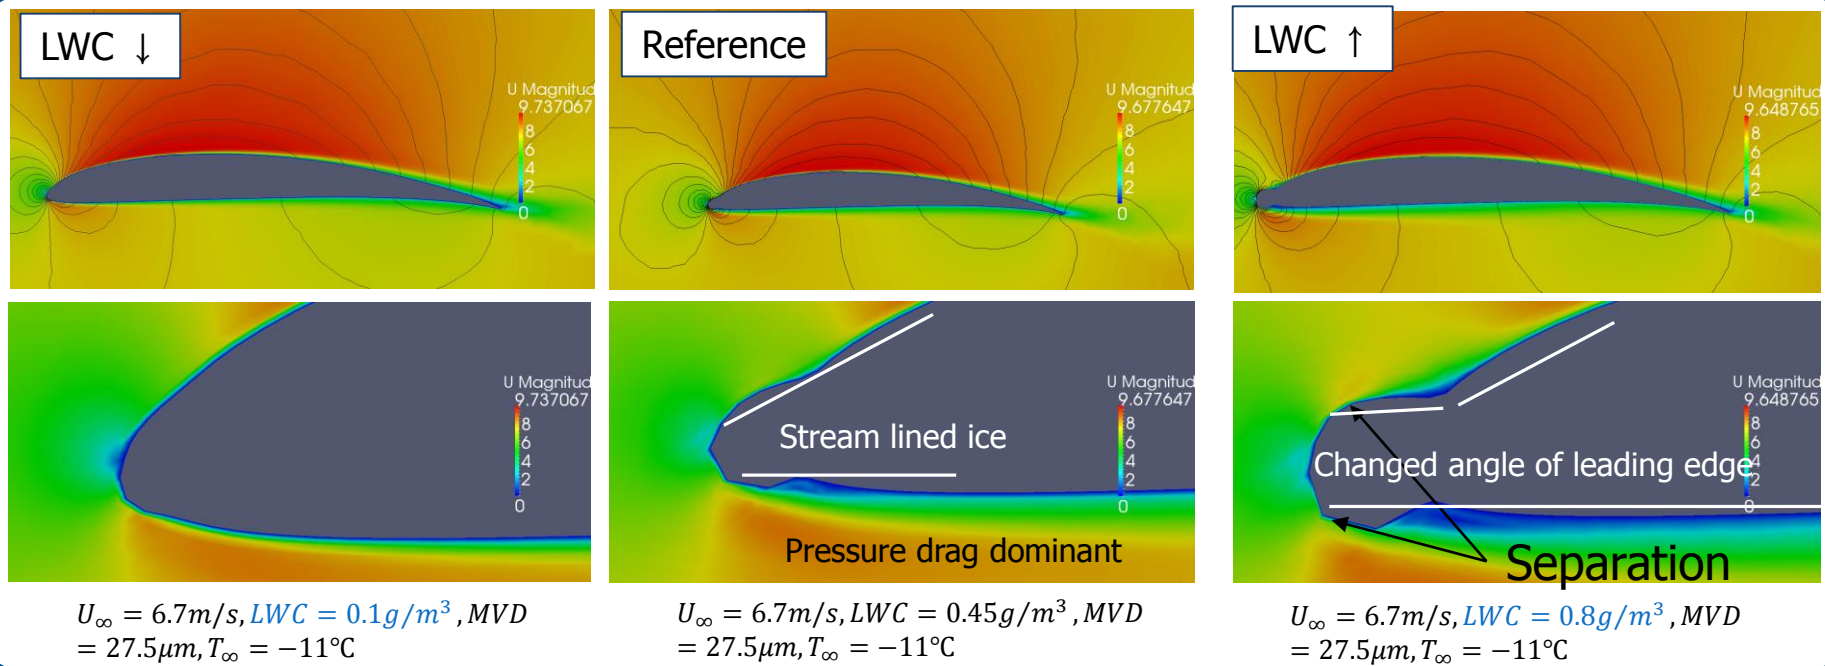 LWC ↓
Reference
LWC ↑
U Magnitud
9.737067
8
6
4
2
0
U Magnitud
9.677647
8
6
4
2
0
U Magnitud
9.648765
8
6
4
2
0
U Magnitud
9.737067
8
6
4
2
0
U Magnitud
9.677647
8
6
4
2
0
Stream lined ice
Pressure drag dominant
U Magnitud
9.648765
8
6
4
2
0
Changed angle of leading edge
Separation
U∞ = 6.7m/s, LWC = 0.1g/m³ , MVD
= 27.5μm, T∞ = −11℃
U∞ = 6.7m/s, LWC = 0.45g/m³ , MVD
= 27.5μm, T∞ = −11℃
U∞ = 6.7m/s, LWC = 0.8g/m³ , MVD
= 27.5μm, T∞ = −11℃